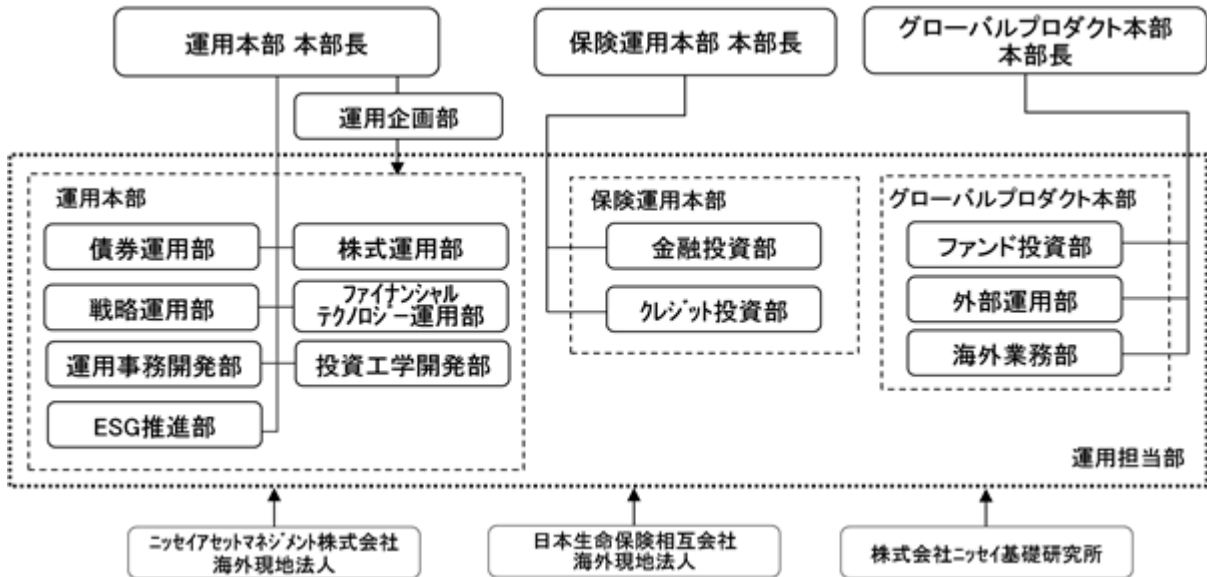 運用本部 本部長
保険運用本部 本部長
グローバルプロダクト本部
本部長
運用企画部
運用本部
債券運用部
株式運用部
戦略運用部
ファイナンシャル
テクノロジー運用部
運用事務開発部
投資工学開発部
ESG推進部
保険運用本部
金融投資部
クレジット投資部
グローバルプロダクト本部
ファンド投資部
外部運用部
海外業務部
運用担当部
ニッセイアセットマネジメント株式会社
海外現地法人
日本生命保険相互会社
海外現地法人
株式会社ニッセイ基礎研究所